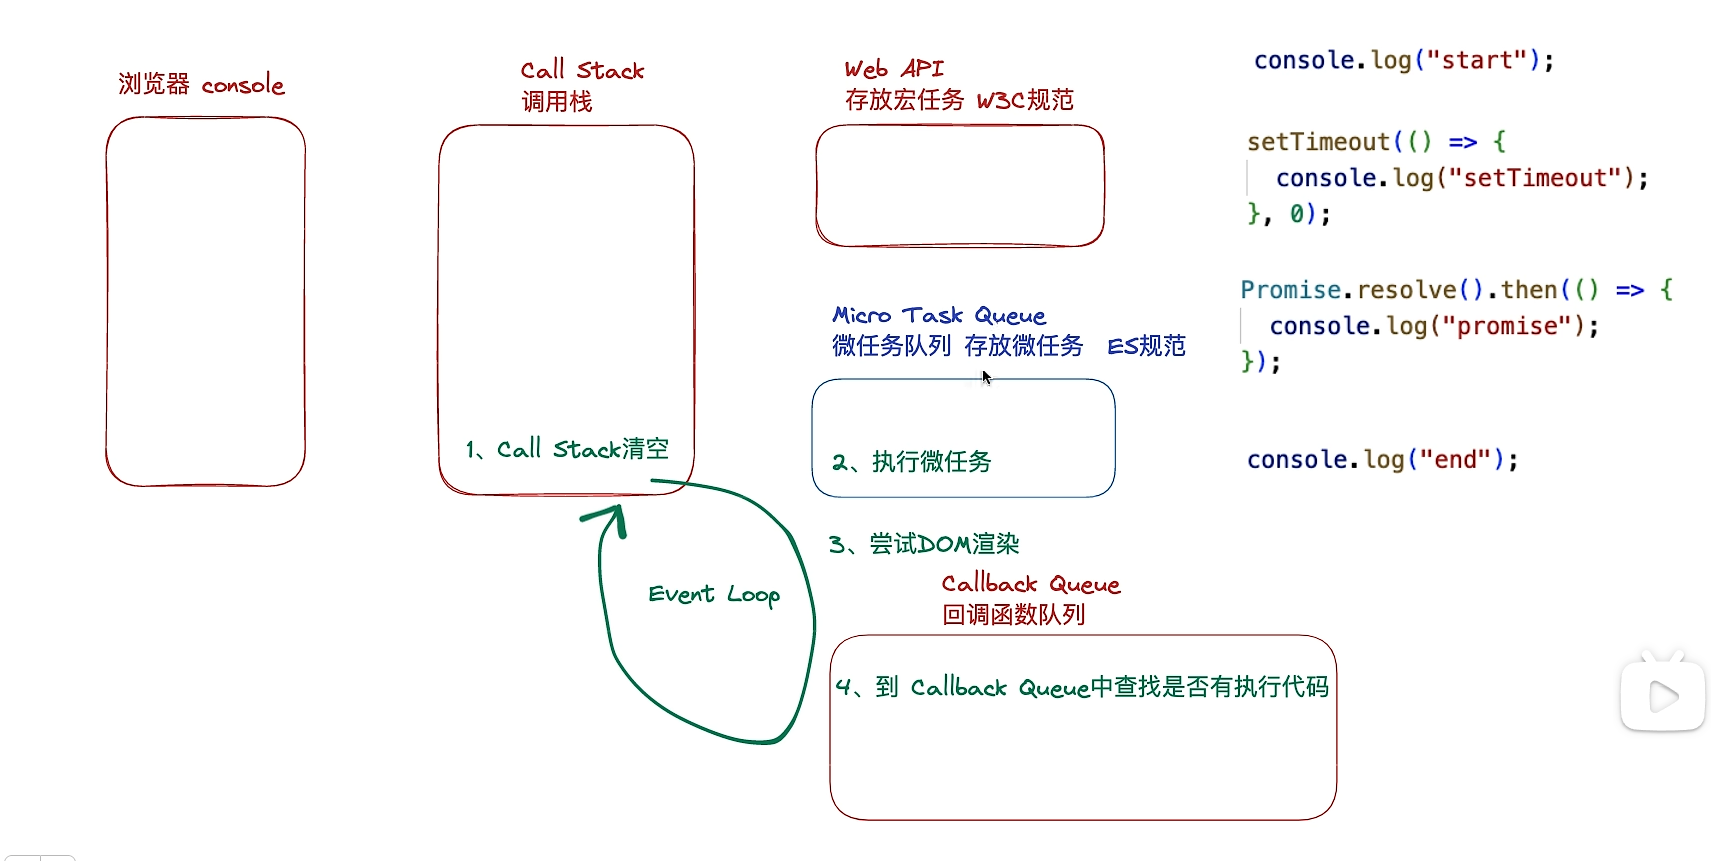 浏览器 console
Call Stack
调用栈
1、Call Stack清空
Web API
存放宏任务 W3C规范
Micro Task Queue
微任务队列 存放微任务 ES规范
2、执行微任务
3、尝试DOM渲染
Event Loop
Callback Queue
回调函数队列
4、到 Callback Queue中查找是否有执行代码
console.log("start");
setTimeout(() => {
console.log("setTimeout");
}, 0);
Promise.resolve().then(() => {
console.log("promise");
});
console.log("end");